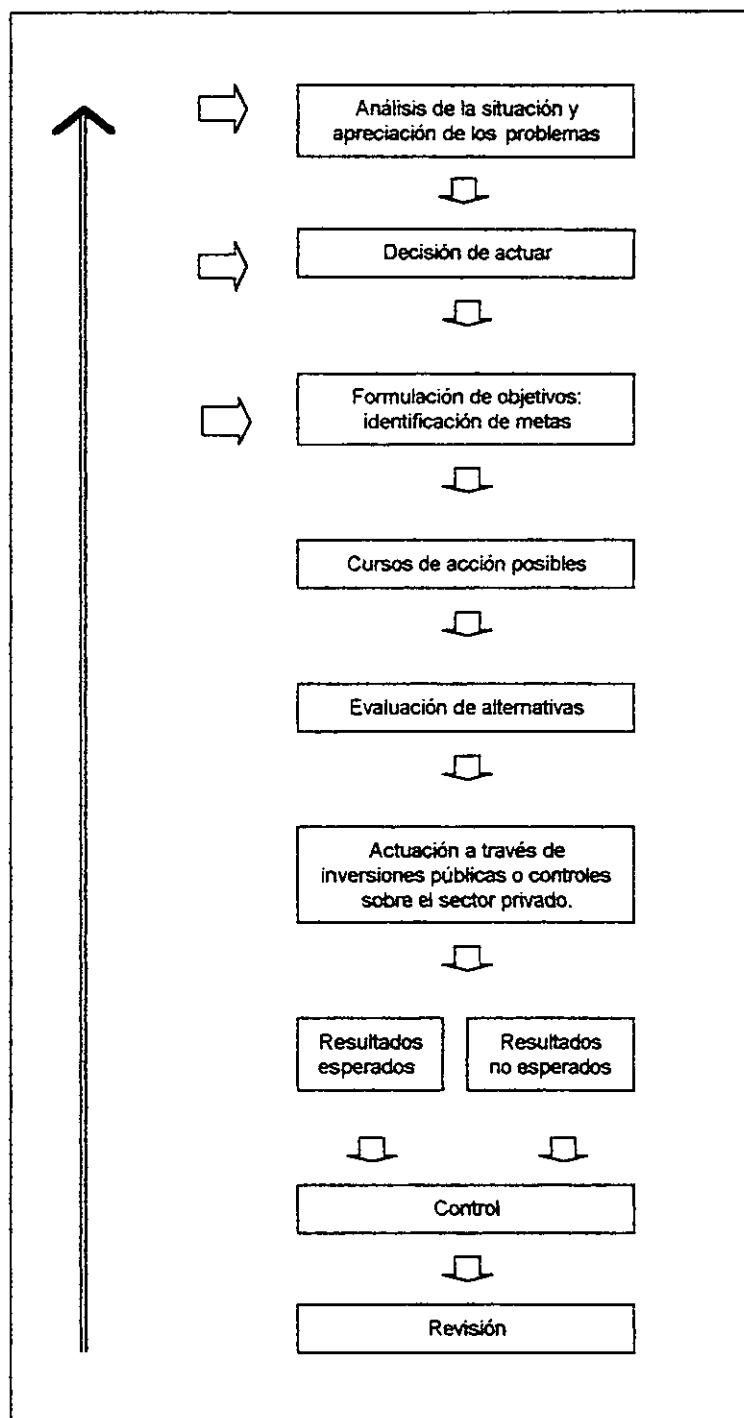 Análisis de la situación y
apreciación de los problemas
Decisión de actuar
Formulación de objetivos:
identificación de metas
Cursos de acción posibles
Evaluación de alternativas
Actuación a través de
inversiones públicas o controles
sobre el sector privado.
Resultados
esperados
Resultados
no esperados
Control
Revisión